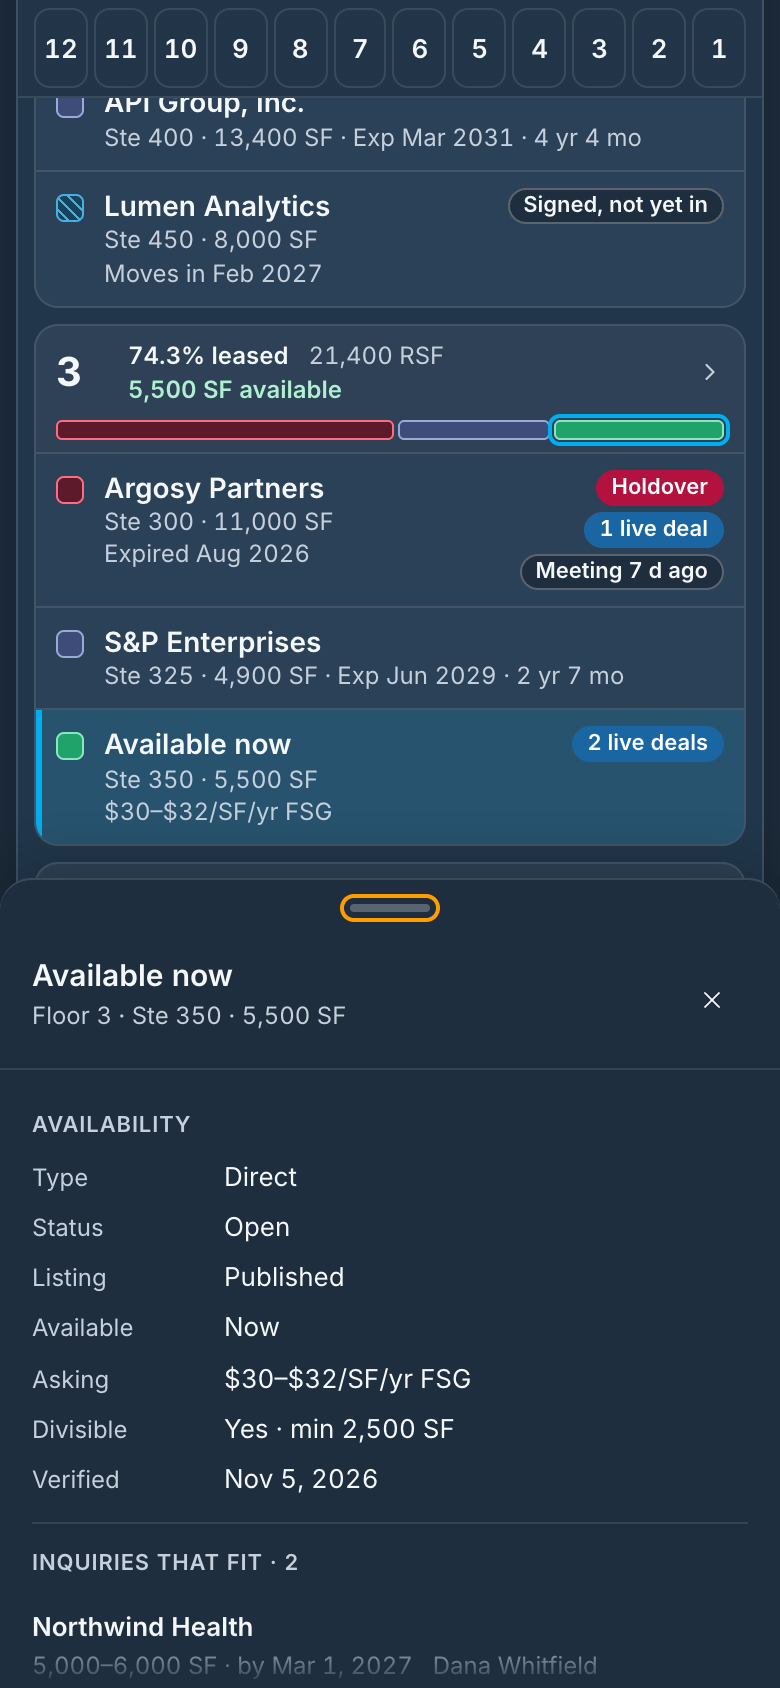 12 11 10 9 8 7 6 5 4 3 2 1
API Group, Inc.
Ste 400 · 13,400 SF · Exp Mar 2031 · 4 yr 4 mo
Lumen Analytics
Signed, not yet in
Ste 450 · 8,000 SF
Moves in Feb 2027
3
74.3% leased 21,400 RSF
5,500 SF available
Argosy Partners
Holdover
Ste 300 · 11,000 SF
1 live deal
Expired Aug 2026
Meeting 7 d ago
S&P Enterprises
Ste 325 · 4,900 SF · Exp Jun 2029 · 2 yr 7 mo
Available now
2 live deals
Ste 350 · 5,500 SF
$30–$32/SF/yr FSG
Available now
Floor 3 · Ste 350 · 5,500 SF
AVAILABILITY
Type Direct
Status Open
Listing Published
Available Now
Asking $30–$32/SF/yr FSG
Divisible Yes · min 2,500 SF
Verified Nov 5, 2026
INQUIRIES THAT FIT · 2
Northwind Health
5,000–6,000 SF · by Mar 1, 2027 Dana Whitfield